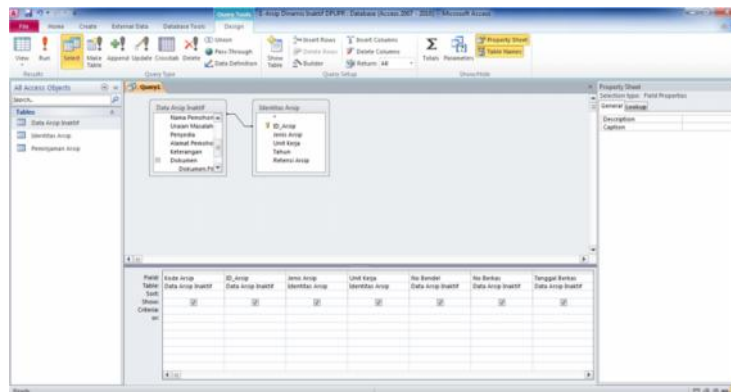 Query Tools
E-Arsip Dinamis Inaktif DPUPR : Database (Access 2007 - 2010) - Microsoft Access
File Home Create External Data Database Tools Design
View Run Select Make Table Append Update Crosstab Delete
Union
Pass-Through
Data Definition
Show Table
Insert Rows
Delete Rows
Builder
Insert Columns
Delete Columns
Return: All
Totals Parameters
Property Sheet
Table Names
Results Query Type Query Setup Show/Hide
All Access Objects
Search...
Tables
Data Arsip Inaktif
Identitas Arsip
Peminjaman Arsip
Query1
Data Arsip Inaktif
Nama Pemohon
Uraian Masalah
Penyedia
Alamat Pemoho
Keterangan
Dokumen
Dokumen.Fi
Identitas Arsip
*
ID_Arsip
Jenis Arsip
Unit Kerja
Tahun
Retensi Arsip
Property Sheet
Selection type: Field Properties
General Lookup
Description
Caption
Field: Kode Arsip ID_Arsip Jenis Arsip Unit Kerja No Bendel No Berkas Tanggal Berkas
Table: Data Arsip Inaktif Data Arsip Inaktif Identitas Arsip Identitas Arsip Data Arsip Inaktif Data Arsip Inaktif Data Arsip Inaktif
Sort:
Show:
Criteria:
or:
Ready